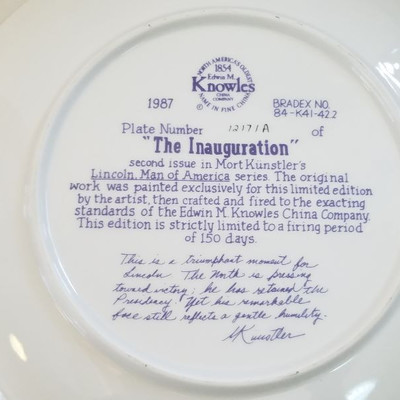 NORTH AMERICA'S OLDEST
1854
Edwin M.
Knowles
CHINA
COMPANY
NAME IN FINE CHINA
©
1987
BRADEX NO.
84-K41-42.2
Plate Number 12171A of
"The Inauguration"
second issue in Mort Künstler's
Lincoln, Man of America series. The original
work was painted exclusively for this limited edition
by the artist, then crafted and fired to the exacting
standards of the Edwin M. Knowles China Company.
This edition is strictly limited to a firing period
of 150 days.
This is a triumphant moment for
Lincoln. The North is pressing
toward victory; he has retained the
Presidency. Yet his remarkable
face still reflects a gentle humility.
MKunstler